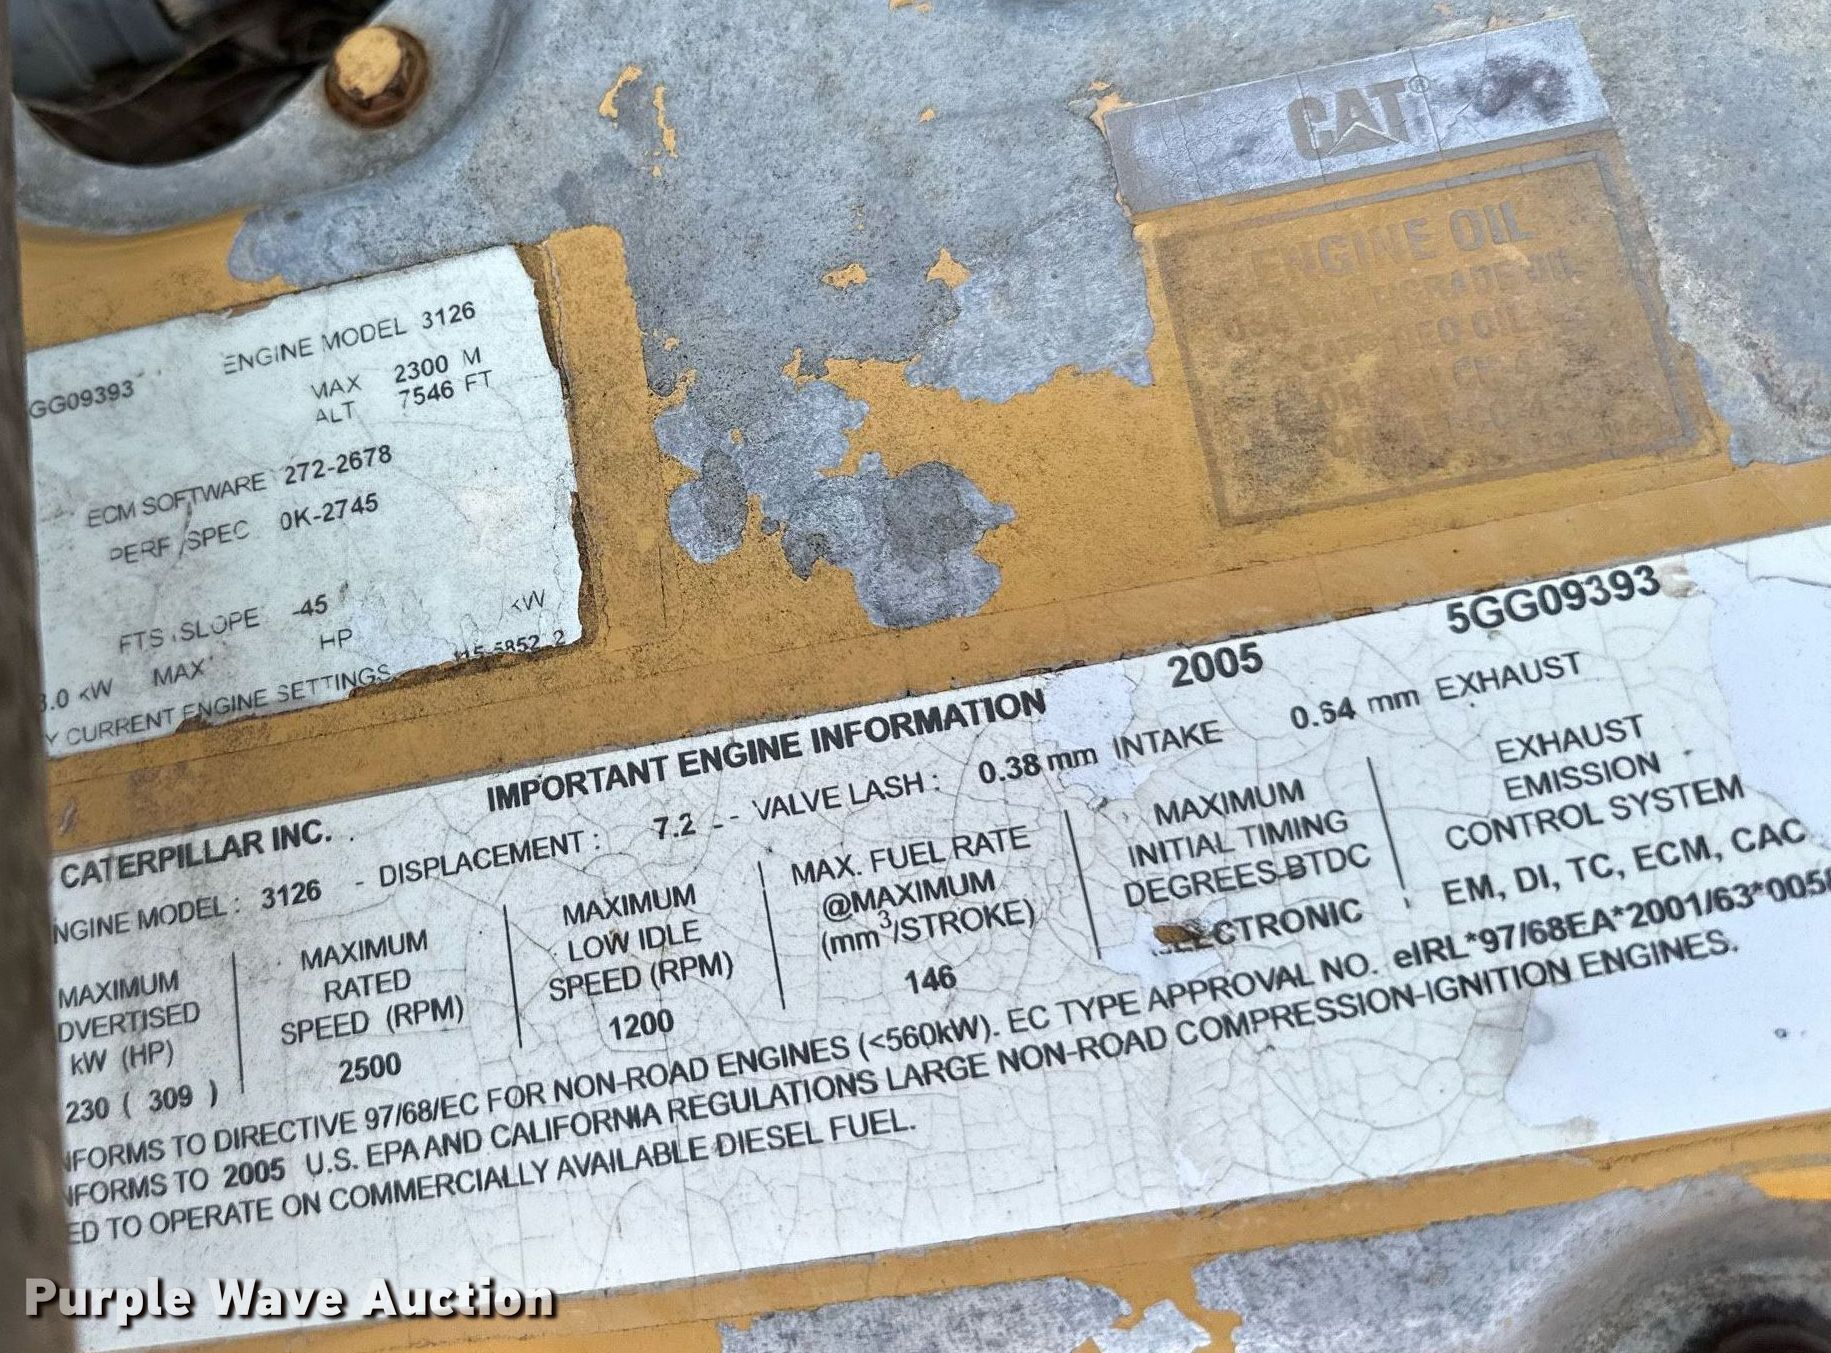 CAT®
ENGINE OIL
ENGINE MODEL 3126
GG09393
MAX 2300 M
ALT 7546 FT
ECM SOFTWARE 272-2678
PERF/SPEC 0K-2745
FTS/SLOPE -45
.0 kW MAX HP kW
Y CURRENT ENGINE SETTINGS
IMPORTANT ENGINE INFORMATION 2005 5GG09393
CATERPILLAR INC.
NGINE MODEL: 3126 - DISPLACEMENT: 7.2 -- VALVE LASH: 0.38 mm INTAKE 0.64 mm EXHAUST
MAXIMUM
DVERTISED
kW (HP)
230 ( 309 )
MAXIMUM
RATED
SPEED (RPM)
2500
MAXIMUM
LOW IDLE
SPEED (RPM)
1200
MAX. FUEL RATE
@MAXIMUM
(mm³/STROKE)
146
MAXIMUM
INITIAL TIMING
DEGREES-BTDC
ELECTRONIC
EXHAUST
EMISSION
CONTROL SYSTEM
EM, DI, TC, ECM, CAC
NFORMS TO DIRECTIVE 97/68/EC FOR NON-ROAD ENGINES (<560kW). EC TYPE APPROVAL NO. eIRL*97/68EA*2001/63*0058
NFORMS TO 2005 U.S. EPA AND CALIFORNIA REGULATIONS LARGE NON-ROAD COMPRESSION-IGNITION ENGINES.
ED TO OPERATE ON COMMERCIALLY AVAILABLE DIESEL FUEL.
Purple Wave Auction